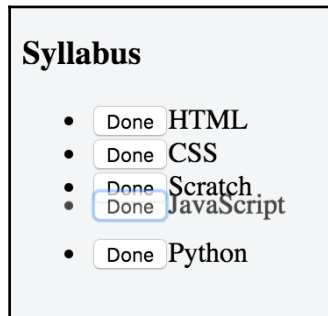 Syllabus
Done HTML
Done CSS
Done Scratch
Done JavaScript
Done Python